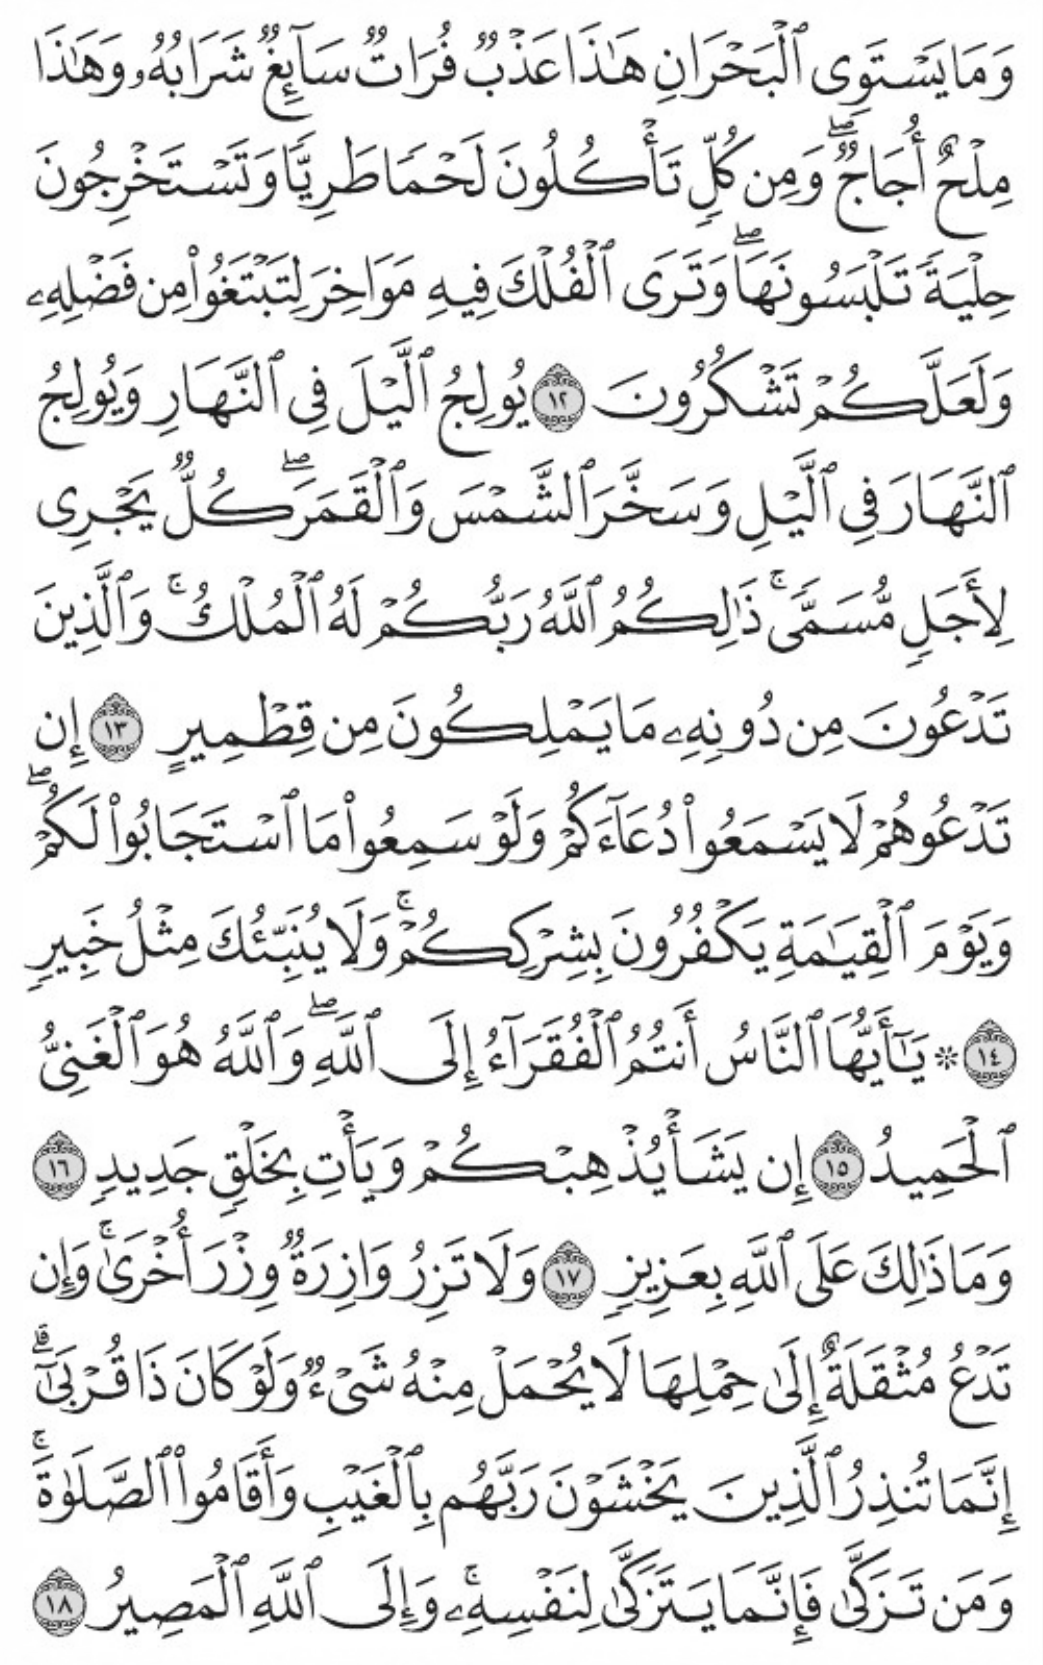 وَمَا يَسْتَوِى ٱلْبَحْرَانِ هَـٰذَا عَذْبٌ فُرَاتٌ سَآئِغٌ شَرَابُهُۥ وَهَـٰذَا
مِلْحٌ أُجَاجٌ ۖ وَمِن كُلٍّ تَأْكُلُونَ لَحْمًا طَرِيًّا وَتَسْتَخْرِجُونَ
حِلْيَةً تَلْبَسُونَهَا ۖ وَتَرَى ٱلْفُلْكَ فِيهِ مَوَاخِرَ لِتَبْتَغُوا۟ مِن فَضْلِهِۦ
وَلَعَلَّكُمْ تَشْكُرُونَ ١٢ يُولِجُ ٱلَّيْلَ فِى ٱلنَّهَارِ وَيُولِجُ
ٱلنَّهَارَ فِى ٱلَّيْلِ وَسَخَّرَ ٱلشَّمْسَ وَٱلْقَمَرَ ۖ كُلٌّ يَجْرِى
لِأَجَلٍ مُّسَمًّى ۚ ذَٰلِكُمُ ٱللَّهُ رَبُّكُمْ لَهُ ٱلْمُلْكُ ۚ وَٱلَّذِينَ
تَدْعُونَ مِن دُونِهِۦ مَا يَمْلِكُونَ مِن قِطْمِيرٍ ١٣ إِن
تَدْعُوهُمْ لَا يَسْمَعُوا۟ دُعَآءَكُمْ وَلَوْ سَمِعُوا۟ مَا ٱسْتَجَابُوا۟ لَكُمْ ۖ
وَيَوْمَ ٱلْقِيَـٰمَةِ يَكْفُرُونَ بِشِرْكِكُمْ ۚ وَلَا يُنَبِّئُكَ مِثْلُ خَبِيرٍ
١٤ ۞ يَـٰٓأَيُّهَا ٱلنَّاسُ أَنتُمُ ٱلْفُقَرَآءُ إِلَى ٱللَّهِ ۖ وَٱللَّهُ هُوَ ٱلْغَنِىُّ
ٱلْحَمِيدُ ١٥ إِن يَشَأْ يُذْهِبْكُمْ وَيَأْتِ بِخَلْقٍ جَدِيدٍ ١٦
وَمَا ذَٰلِكَ عَلَى ٱللَّهِ بِعَزِيزٍ ١٧ وَلَا تَزِرُ وَازِرَةٌ وِزْرَ أُخْرَىٰ ۚ وَإِن
تَدْعُ مُثْقَلَةٌ إِلَىٰ حِمْلِهَا لَا يُحْمَلْ مِنْهُ شَىْءٌ وَلَوْ كَانَ ذَا قُرْبَىٰٓ ۗ
إِنَّمَا تُنذِرُ ٱلَّذِينَ يَخْشَوْنَ رَبَّهُم بِٱلْغَيْبِ وَأَقَامُوا۟ ٱلصَّلَوٰةَ ۚ
وَمَن تَزَكَّىٰ فَإِنَّمَا يَتَزَكَّىٰ لِنَفْسِهِۦ ۚ وَإِلَى ٱللَّهِ ٱلْمَصِيرُ ١٨